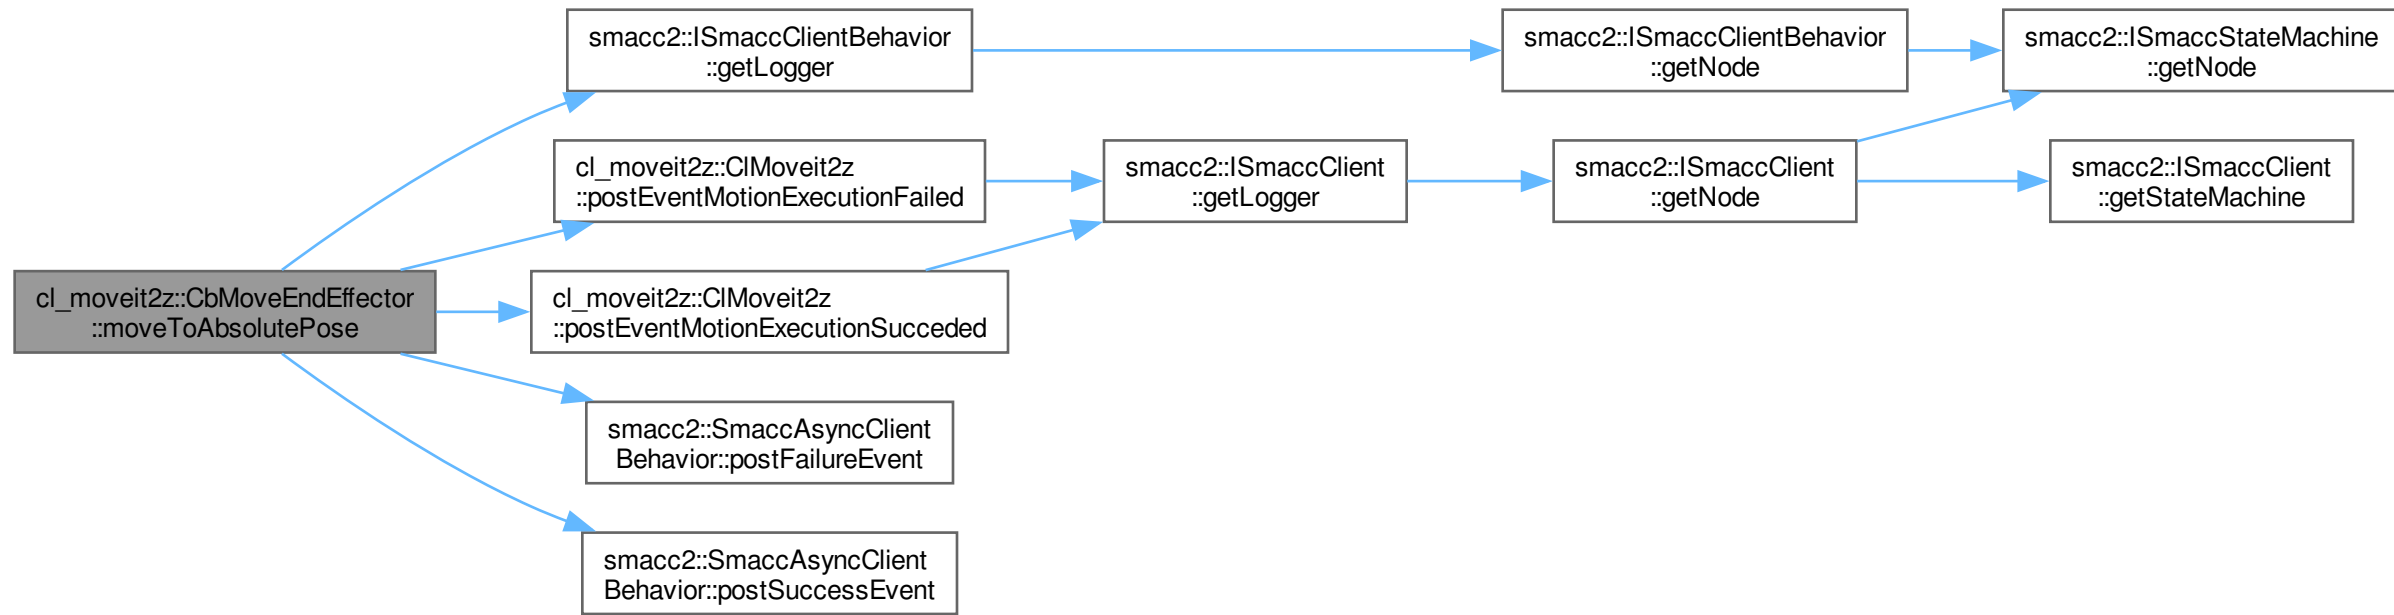 smacc2::ISmaccClientBehavior
::getLogger
smacc2::ISmaccClientBehavior
::getNode
smacc2::ISmaccStateMachine
::getNode
cl_moveit2z::ClMoveit2z
::postEventMotionExecutionFailed
smacc2::ISmaccClient
::getLogger
smacc2::ISmaccClient
::getNode
smacc2::ISmaccClient
::getStateMachine
cl_moveit2z::CbMoveEndEffector
::moveToAbsolutePose
cl_moveit2z::ClMoveit2z
::postEventMotionExecutionSucceded
smacc2::SmaccAsyncClient
Behavior::postFailureEvent
smacc2::SmaccAsyncClient
Behavior::postSuccessEvent